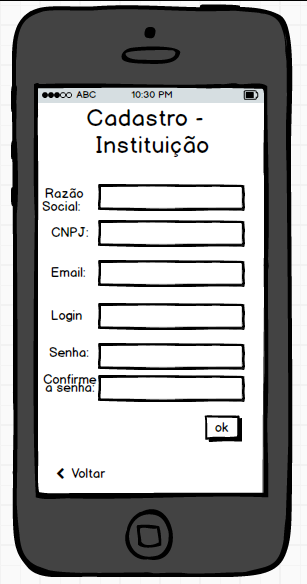 ABC 10:30 PM
Cadastro -
Instituição
Razão
Social:
CNPJ:
Email:
Login
Senha:
Confirme
a senha:
ok
Voltar